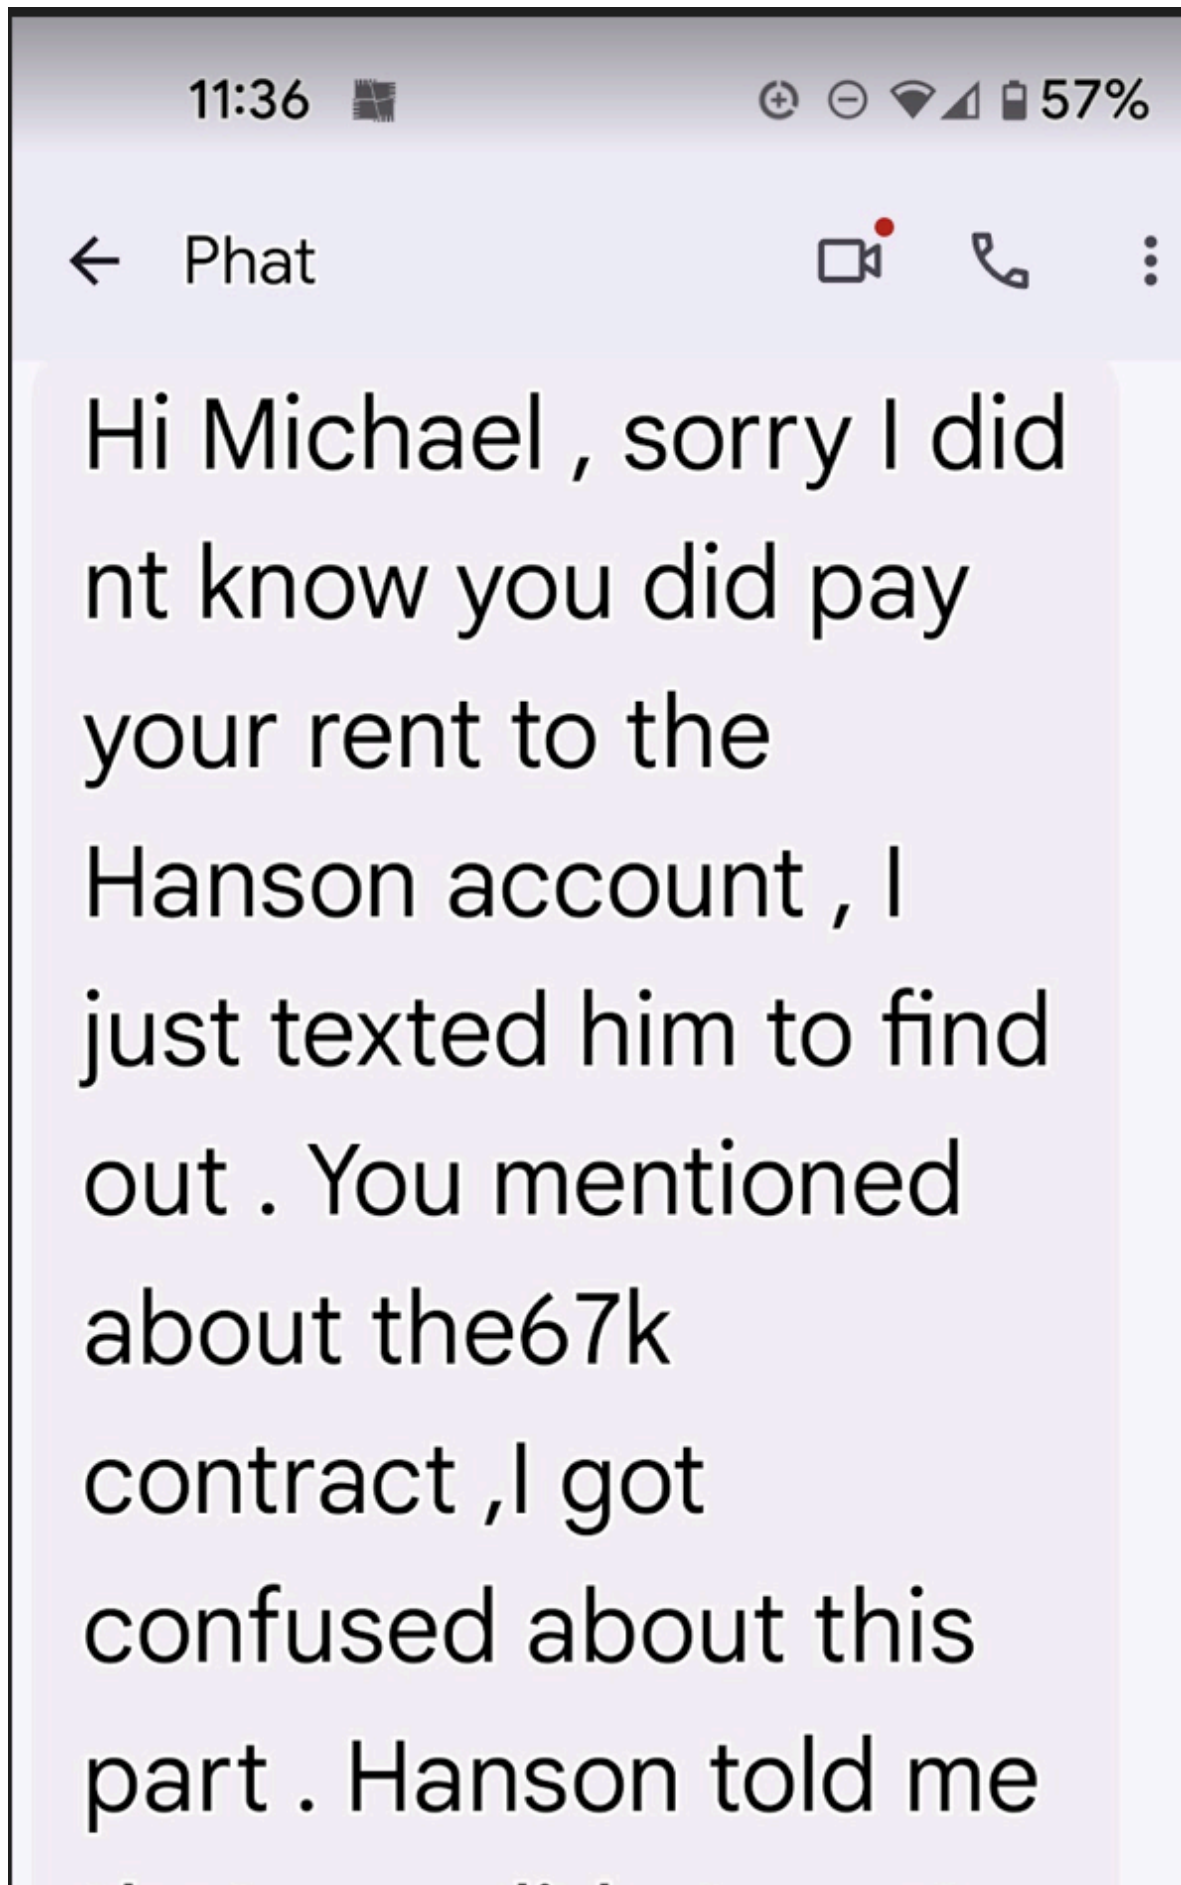 11:36 57%
Phat
Hi Michael , sorry I did
nt know you did pay
your rent to the
Hanson account , I
just texted him to find
out . You mentioned
about the67k
contract ,I got
confused about this
part . Hanson told me